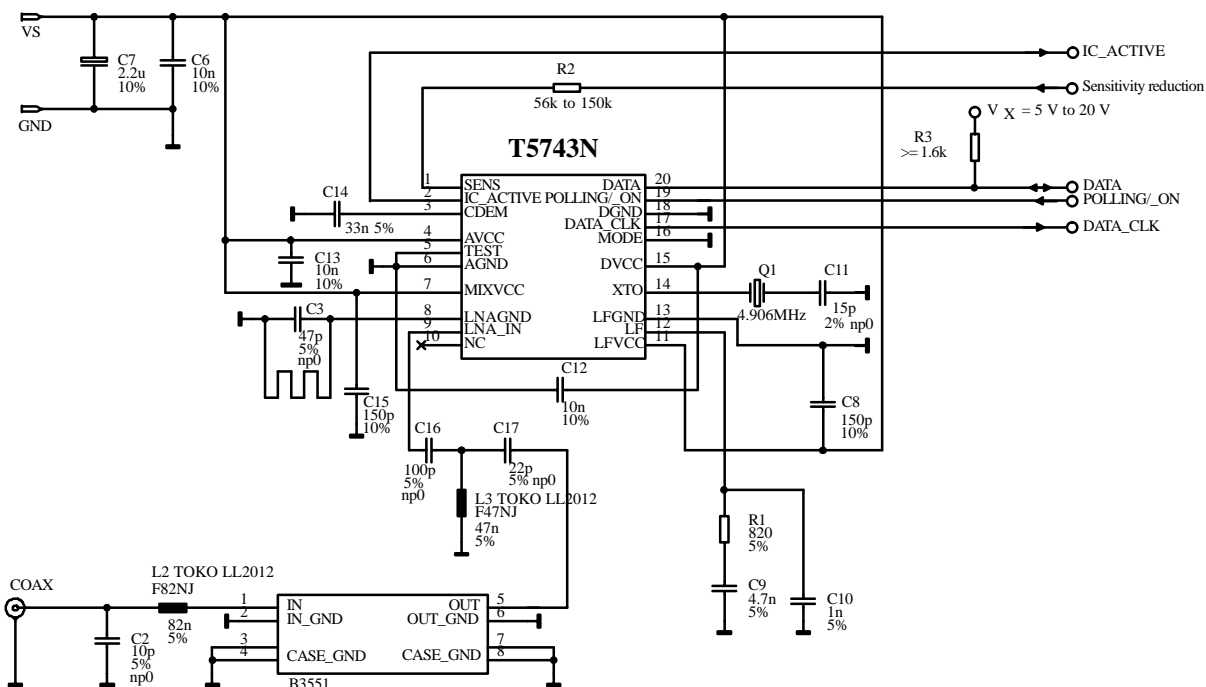 VS
C7
2.2u
10%
C6
10n
10%
GND
IC_ACTIVE
R2
56k to 150k
Sensitivity reduction
V X = 5 V to 20 V
R3
>= 1.6k
T5743N
1 SENS DATA 20
2 IC_ACTIVE POLLING/_ON 19
3 CDEM DGND 18
DATA_CLK 17
4 AVCC MODE 16
5 TEST
6 AGND DVCC 15
7 MIXVCC XTO 14
8 LNAGND LFGND 13
9 LNA_IN LF 12
10 NC LFVCC 11
DATA
POLLING/_ON
DATA_CLK
C14
33n 5%
C13
10n
10%
C3
47p
5%
np0
Q1
4.906MHz
C11
15p
2% np0
C12
10n
10%
C15
150p
10%
C8
150p
10%
C16
100p
5%
np0
C17
22p
5% np0
L3 TOKO LL2012
F47NJ
47n
5%
R1
820
5%
C9
4.7n
5%
C10
1n
5%
COAX
L2 TOKO LL2012
F82NJ
82n
5%
C2
10p
5%
np0
1 IN OUT 5
2 IN_GND OUT_GND 6
3 7
4 CASE_GND CASE_GND 8
B3551